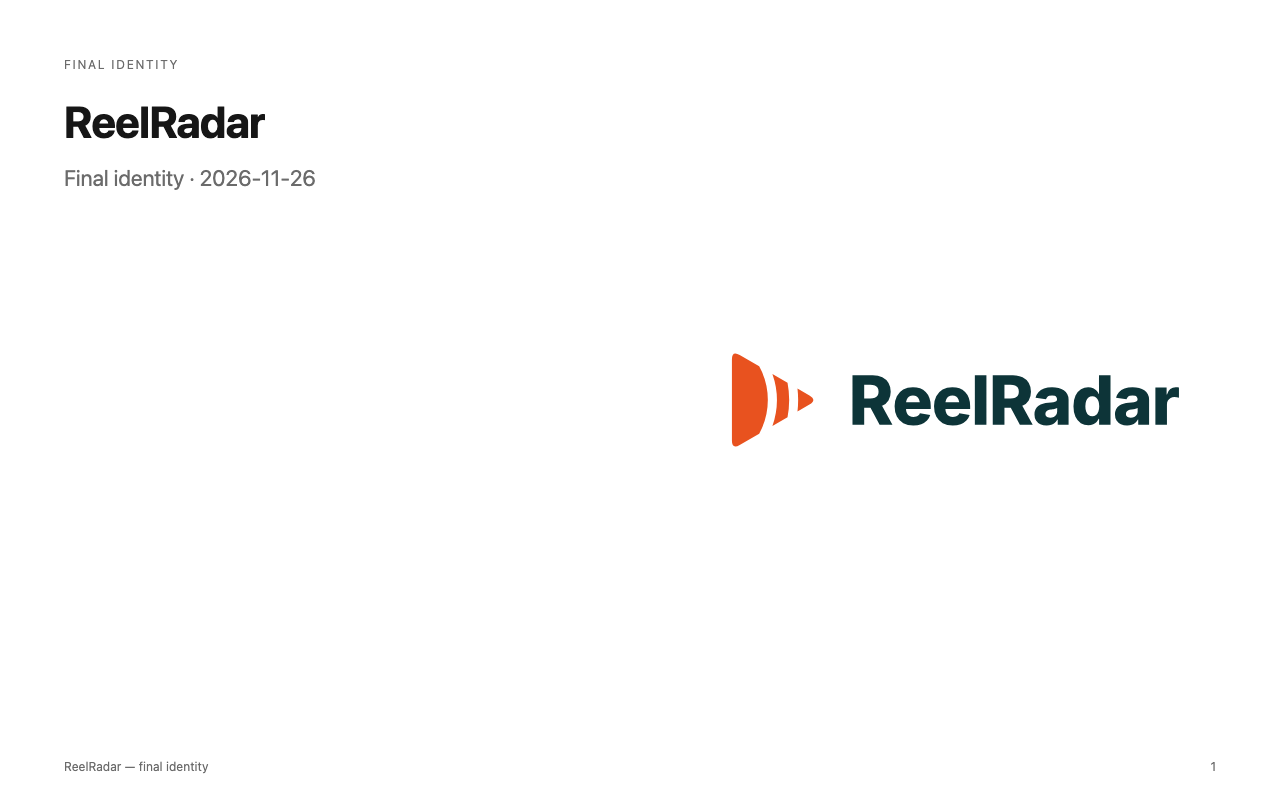 FINAL IDENTITY
ReelRadar
Final identity · 2026-11-26
ReelRadar
ReelRadar — final identity
1